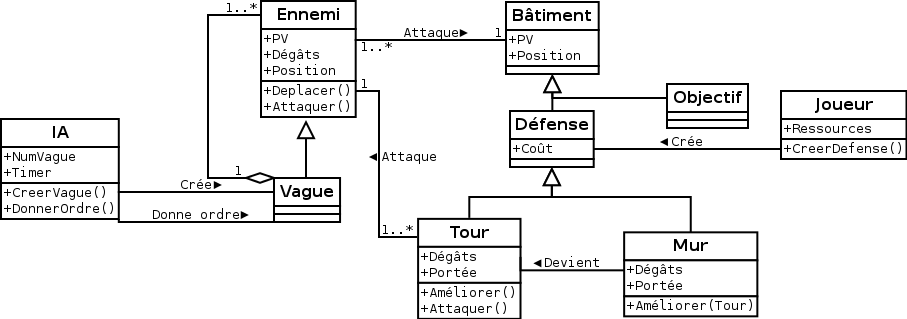 1..*
Ennemi
+PV
+Dégâts
+Position
+Deplacer()
+Attaquer()
Attaque►
1..*
1
Bâtiment
+PV
+Position
1
Objectif
Joueur
+Ressources
+CreerDefense()
Défense
+Coût
◄Crée
IA
+NumVague
+Timer
+CreerVague()
+DonnerOrdre()
◄Attaque
1
Crée►
Vague
Donne ordre►
1..*
Tour
+Dégâts
+Portée
+Améliorer()
+Attaquer()
◄Devient
Mur
+Dégâts
+Portée
+Améliorer(Tour)